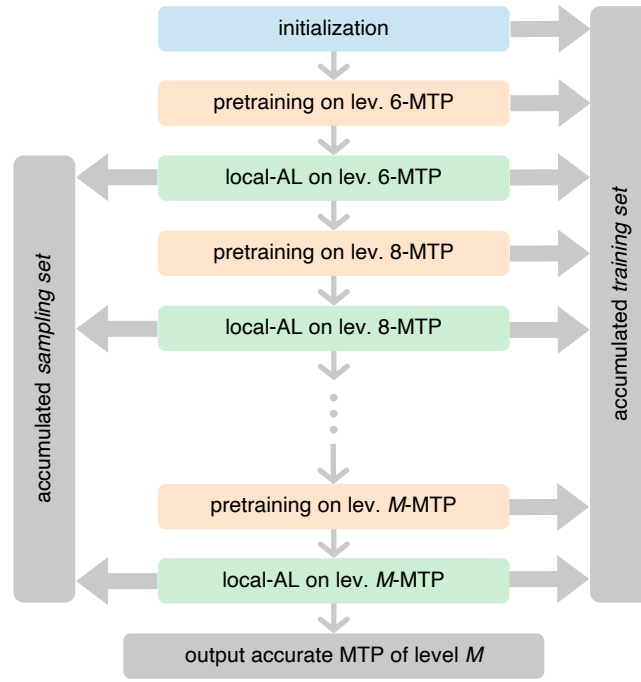 initialization
pretraining on lev. 6-MTP
local-AL on lev. 6-MTP
pretraining on lev. 8-MTP
local-AL on lev. 8-MTP
pretraining on lev. M-MTP
local-AL on lev. M-MTP
output accurate MTP of level M
accumulated sampling set
accumulated training set